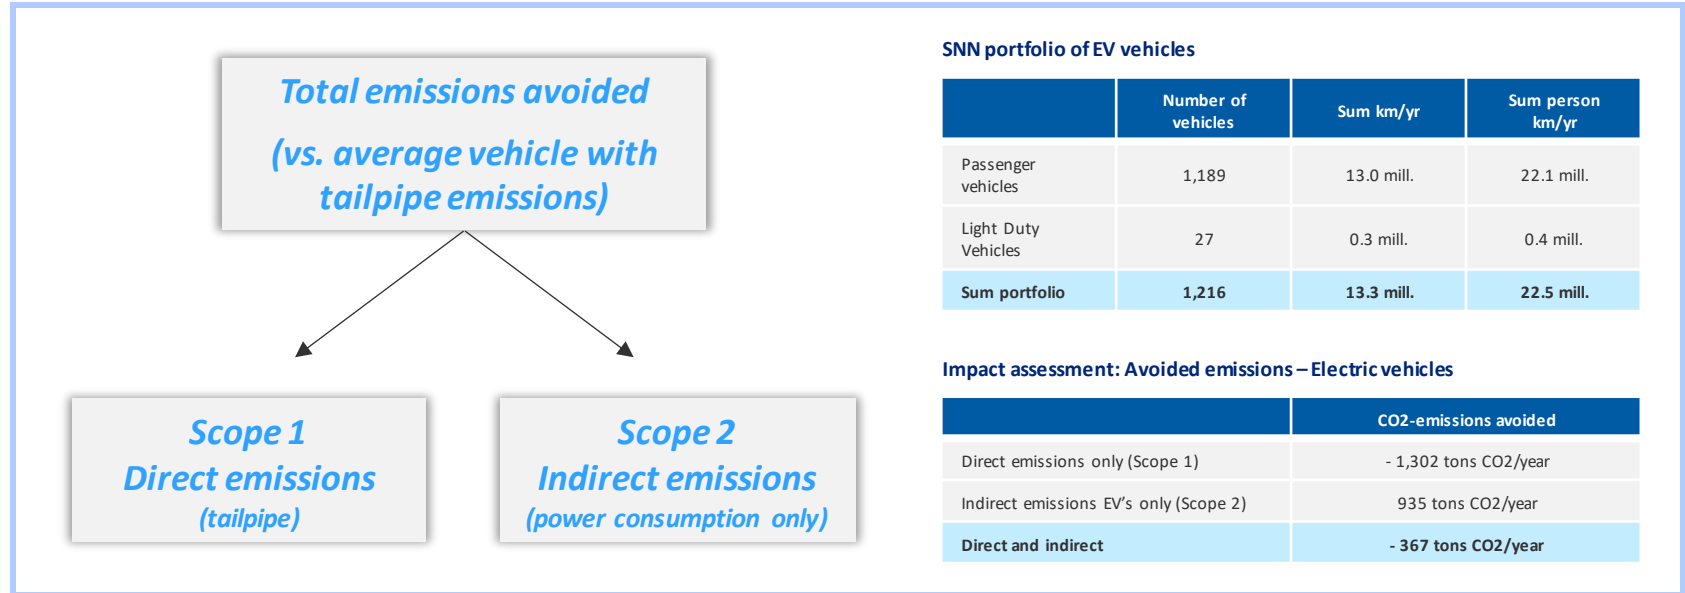 Total emissions avoided
(vs. average vehicle with
tailpipe emissions)
Scope 1
Direct emissions
(tailpipe)
Scope 2
Indirect emissions
(power consumption only)
SNN portfolio of EV vehicles
Number of
vehicles
Sum km/yr
Sum person
km/yr
Passenger
vehicles
1,189
13.0 mill.
22.1 mill.
Light Duty
Vehicles
27
0.3 mill.
0.4 mill.
Sum portfolio
1,216
13.3 mill.
22.5 mill.
Impact assessment: Avoided emissions – Electric vehicles
CO2-emissions avoided
Direct emissions only (Scope 1)
- 1,302 tons CO2/year
Indirect emissions EV's only (Scope 2)
935 tons CO2/year
Direct and indirect
- 367 tons CO2/year